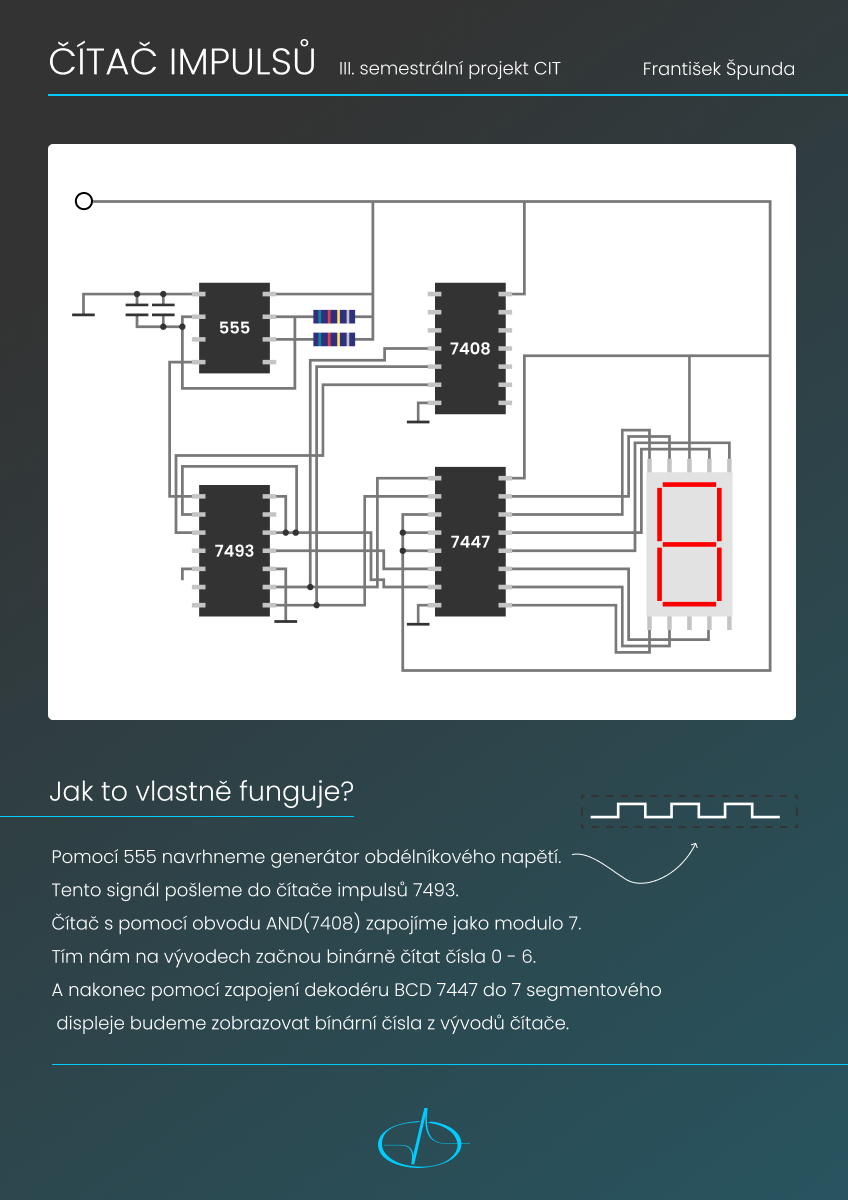 ČÍTAČ IMPULSŮ III. semestrální projekt CIT František Špunda
555
7408
7493
7447
Jak to vlastně funguje?
Pomocí 555 navrhneme generátor obdélníkového napětí.
Tento signál pošleme do čítače impulsů 7493.
Čítač s pomocí obvodu AND(7408) zapojíme jako modulo 7.
Tím nám na vývodech začnou binárně čítat čísla 0 - 6.
A nakonec pomocí zapojení dekodéru BCD 7447 do 7 segmentového
displeje budeme zobrazovat bínární čísla z vývodů čítače.